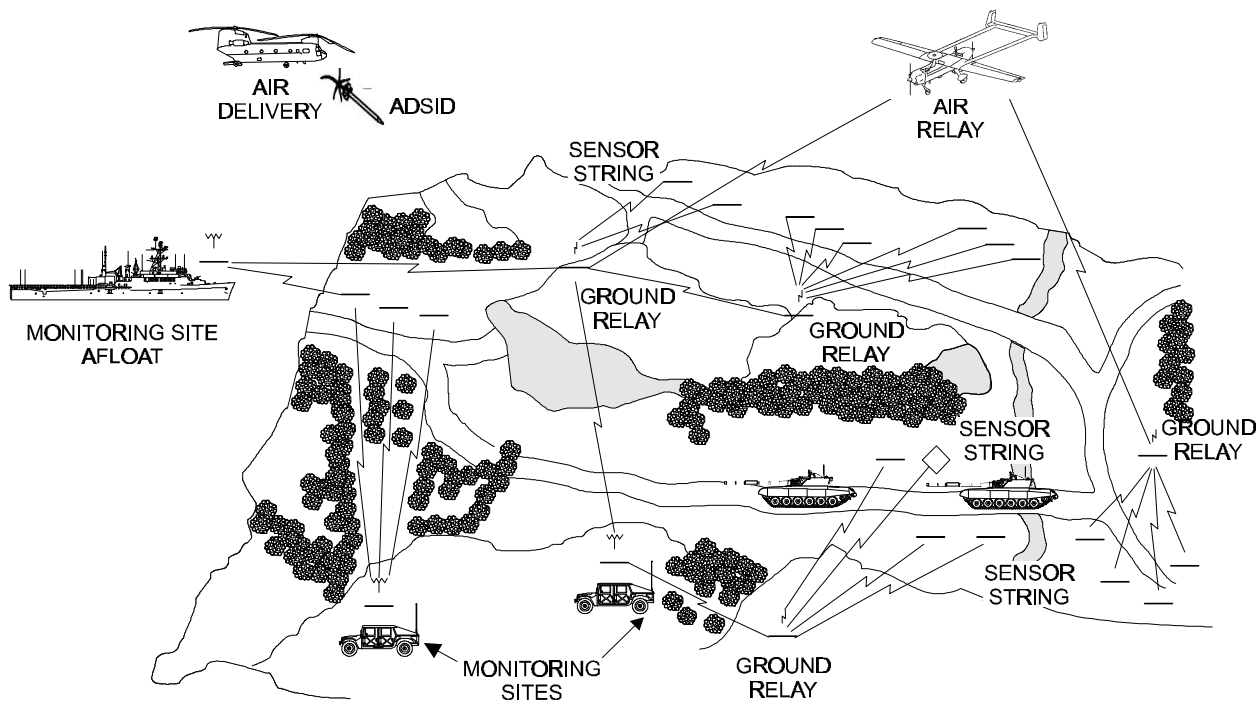 AIR
DELIVERY
ADSID
AIR
RELAY
SENSOR
STRING
MONITORING SITE
AFLOAT
GROUND
RELAY
GROUND
RELAY
SENSOR
STRING
GROUND
RELAY
SENSOR
STRING
MONITORING
SITES
GROUND
RELAY